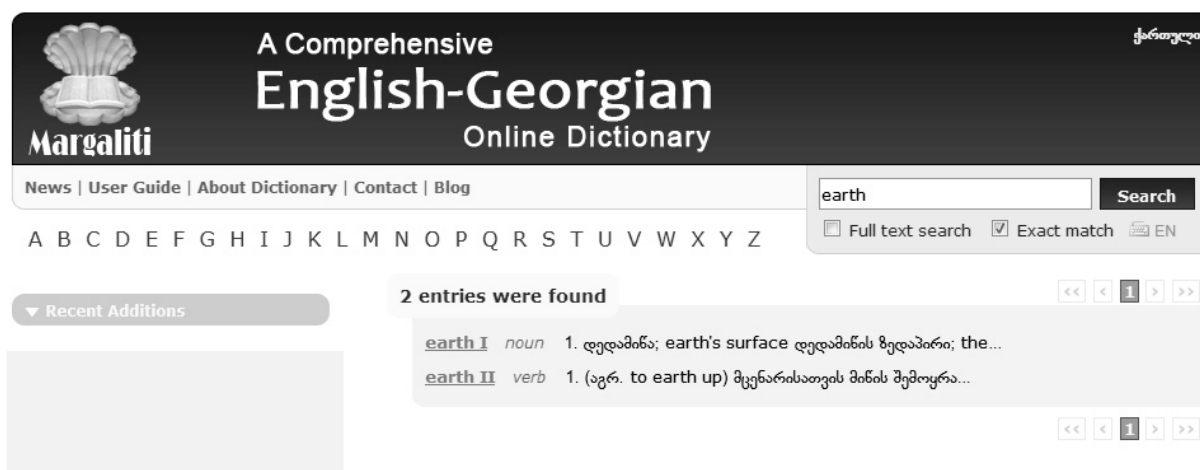 Margaliti
A Comprehensive
English-Georgian
Online Dictionary
ქართული
News | User Guide | About Dictionary | Contact | Blog
earth
Search
Full text search Exact match EN
A B C D E F G H I J K L M N O P Q R S T U V W X Y Z
Recent Additions
2 entries were found
<< < 1 > >>
earth I noun 1. დედამიწა; earth's surface დედამიწის ზედაპირი; the...
earth II verb 1. (აგრ. to earth up) მცენარისათვის მიწის შემოყრა...
<< < 1 > >>